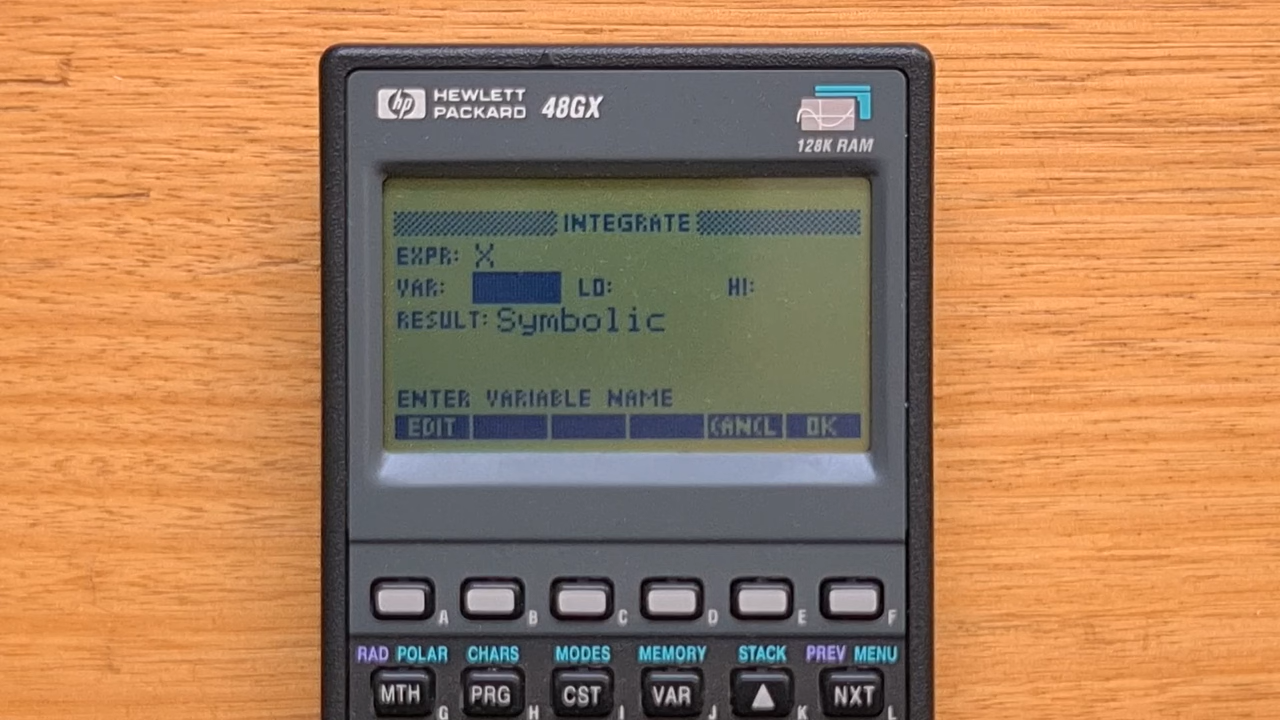 hp HEWLETT PACKARD 48GX
128K RAM
INTEGRATE
EXPR: X
VAR: LO: HI:
RESULT: Symbolic
ENTER VARIABLE NAME
EDIT CANCL OK
A B C D E F
RAD POLAR CHARS MODES MEMORY STACK PREV MENU
MTH PRG CST VAR ▲ NXT
G H I J K L